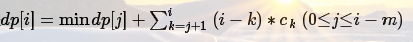 dp[i] = min dp[j] + ∑_{k=j+1}^{i} (i − k) * c_k (0≤j≤i − m)